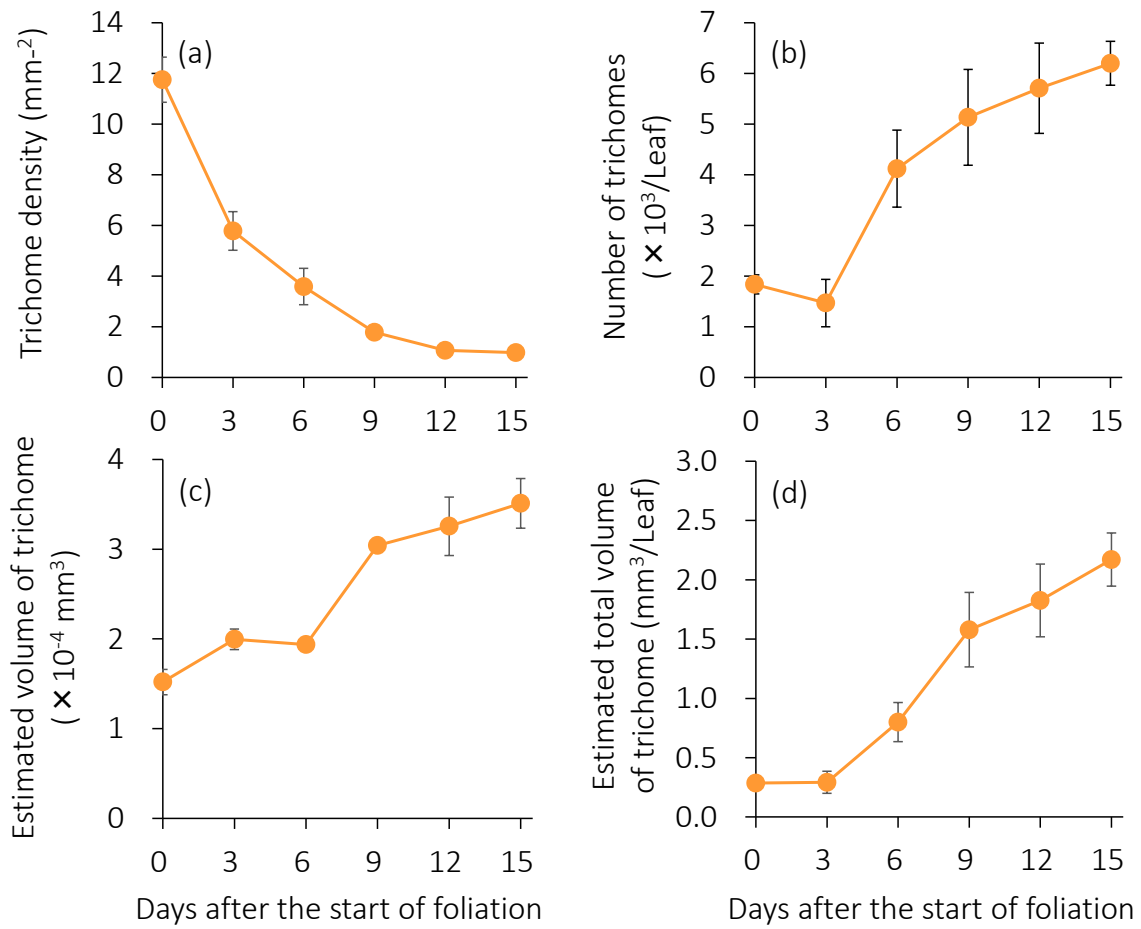 (a)
Trichome density (mm-²)
14
12
10
8
6
4
2
0
0 3 6 9 12 15
(b)
Number of trichomes
(×10³/Leaf)
7
6
5
4
3
2
1
0
0 3 6 9 12 15
(c)
Estimated volume of trichome
(×10⁻⁴ mm³)
4
3
2
1
0
0 3 6 9 12 15
Days after the start of foliation
(d)
Estimated total volume
of trichome (mm³/Leaf)
3.0
2.5
2.0
1.5
1.0
0.5
0.0
0 3 6 9 12 15
Days after the start of foliation